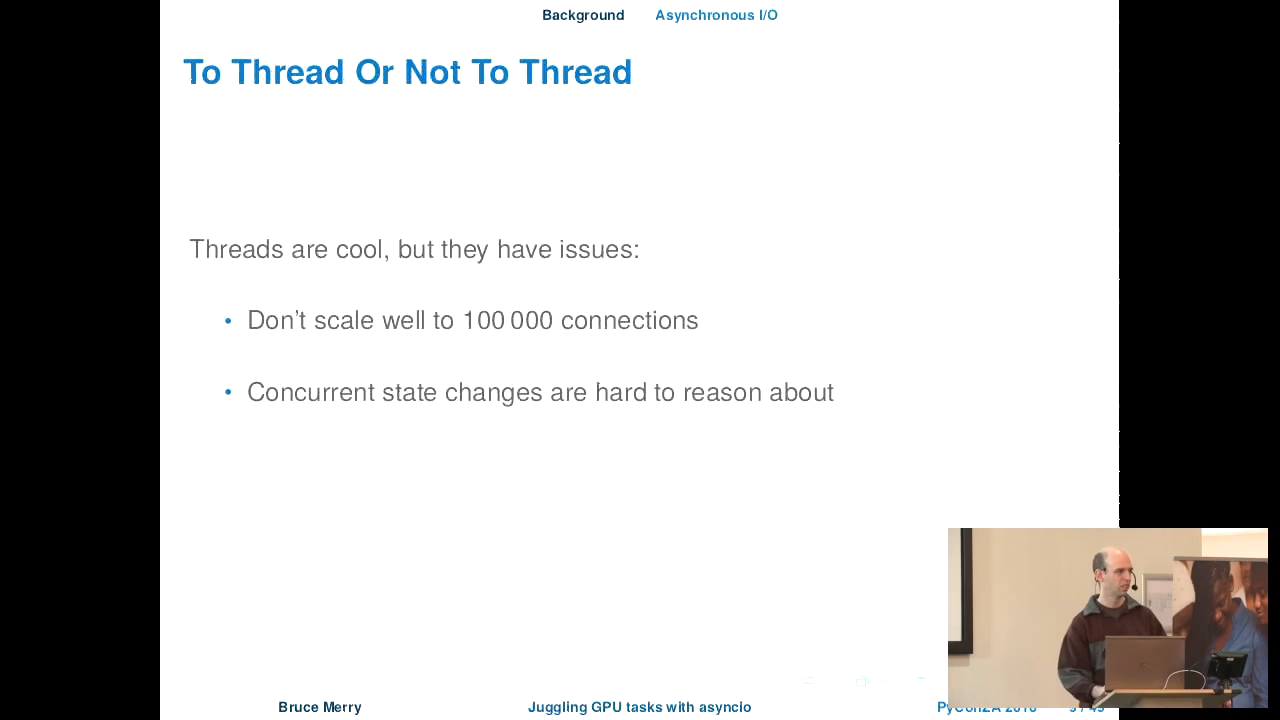 Background Asynchronous I/O
To Thread Or Not To Thread
Threads are cool, but they have issues:
• Don't scale well to 100 000 connections
• Concurrent state changes are hard to reason about
Bruce Merry Juggling GPU tasks with asyncio